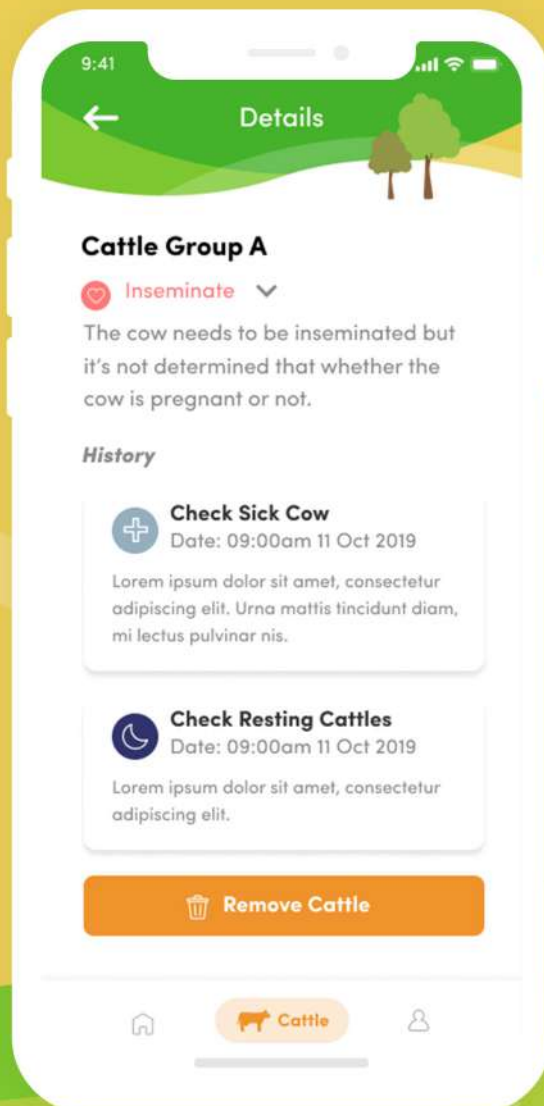 9:41
Details
Cattle Group A
Inseminate
The cow needs to be inseminated but
it's not determined that whether the
cow is pregnant or not.
History
Check Sick Cow
Date: 09:00am 11 Oct 2019
Lorem ipsum dolor sit amet, consectetur
adipiscing elit. Urna mattis tincidunt diam,
mi lectus pulvinar nis.
Check Resting Cattles
Date: 09:00am 11 Oct 2019
Lorem ipsum dolor sit amet, consectetur
adipiscing elit.
Remove Cattle
Cattle